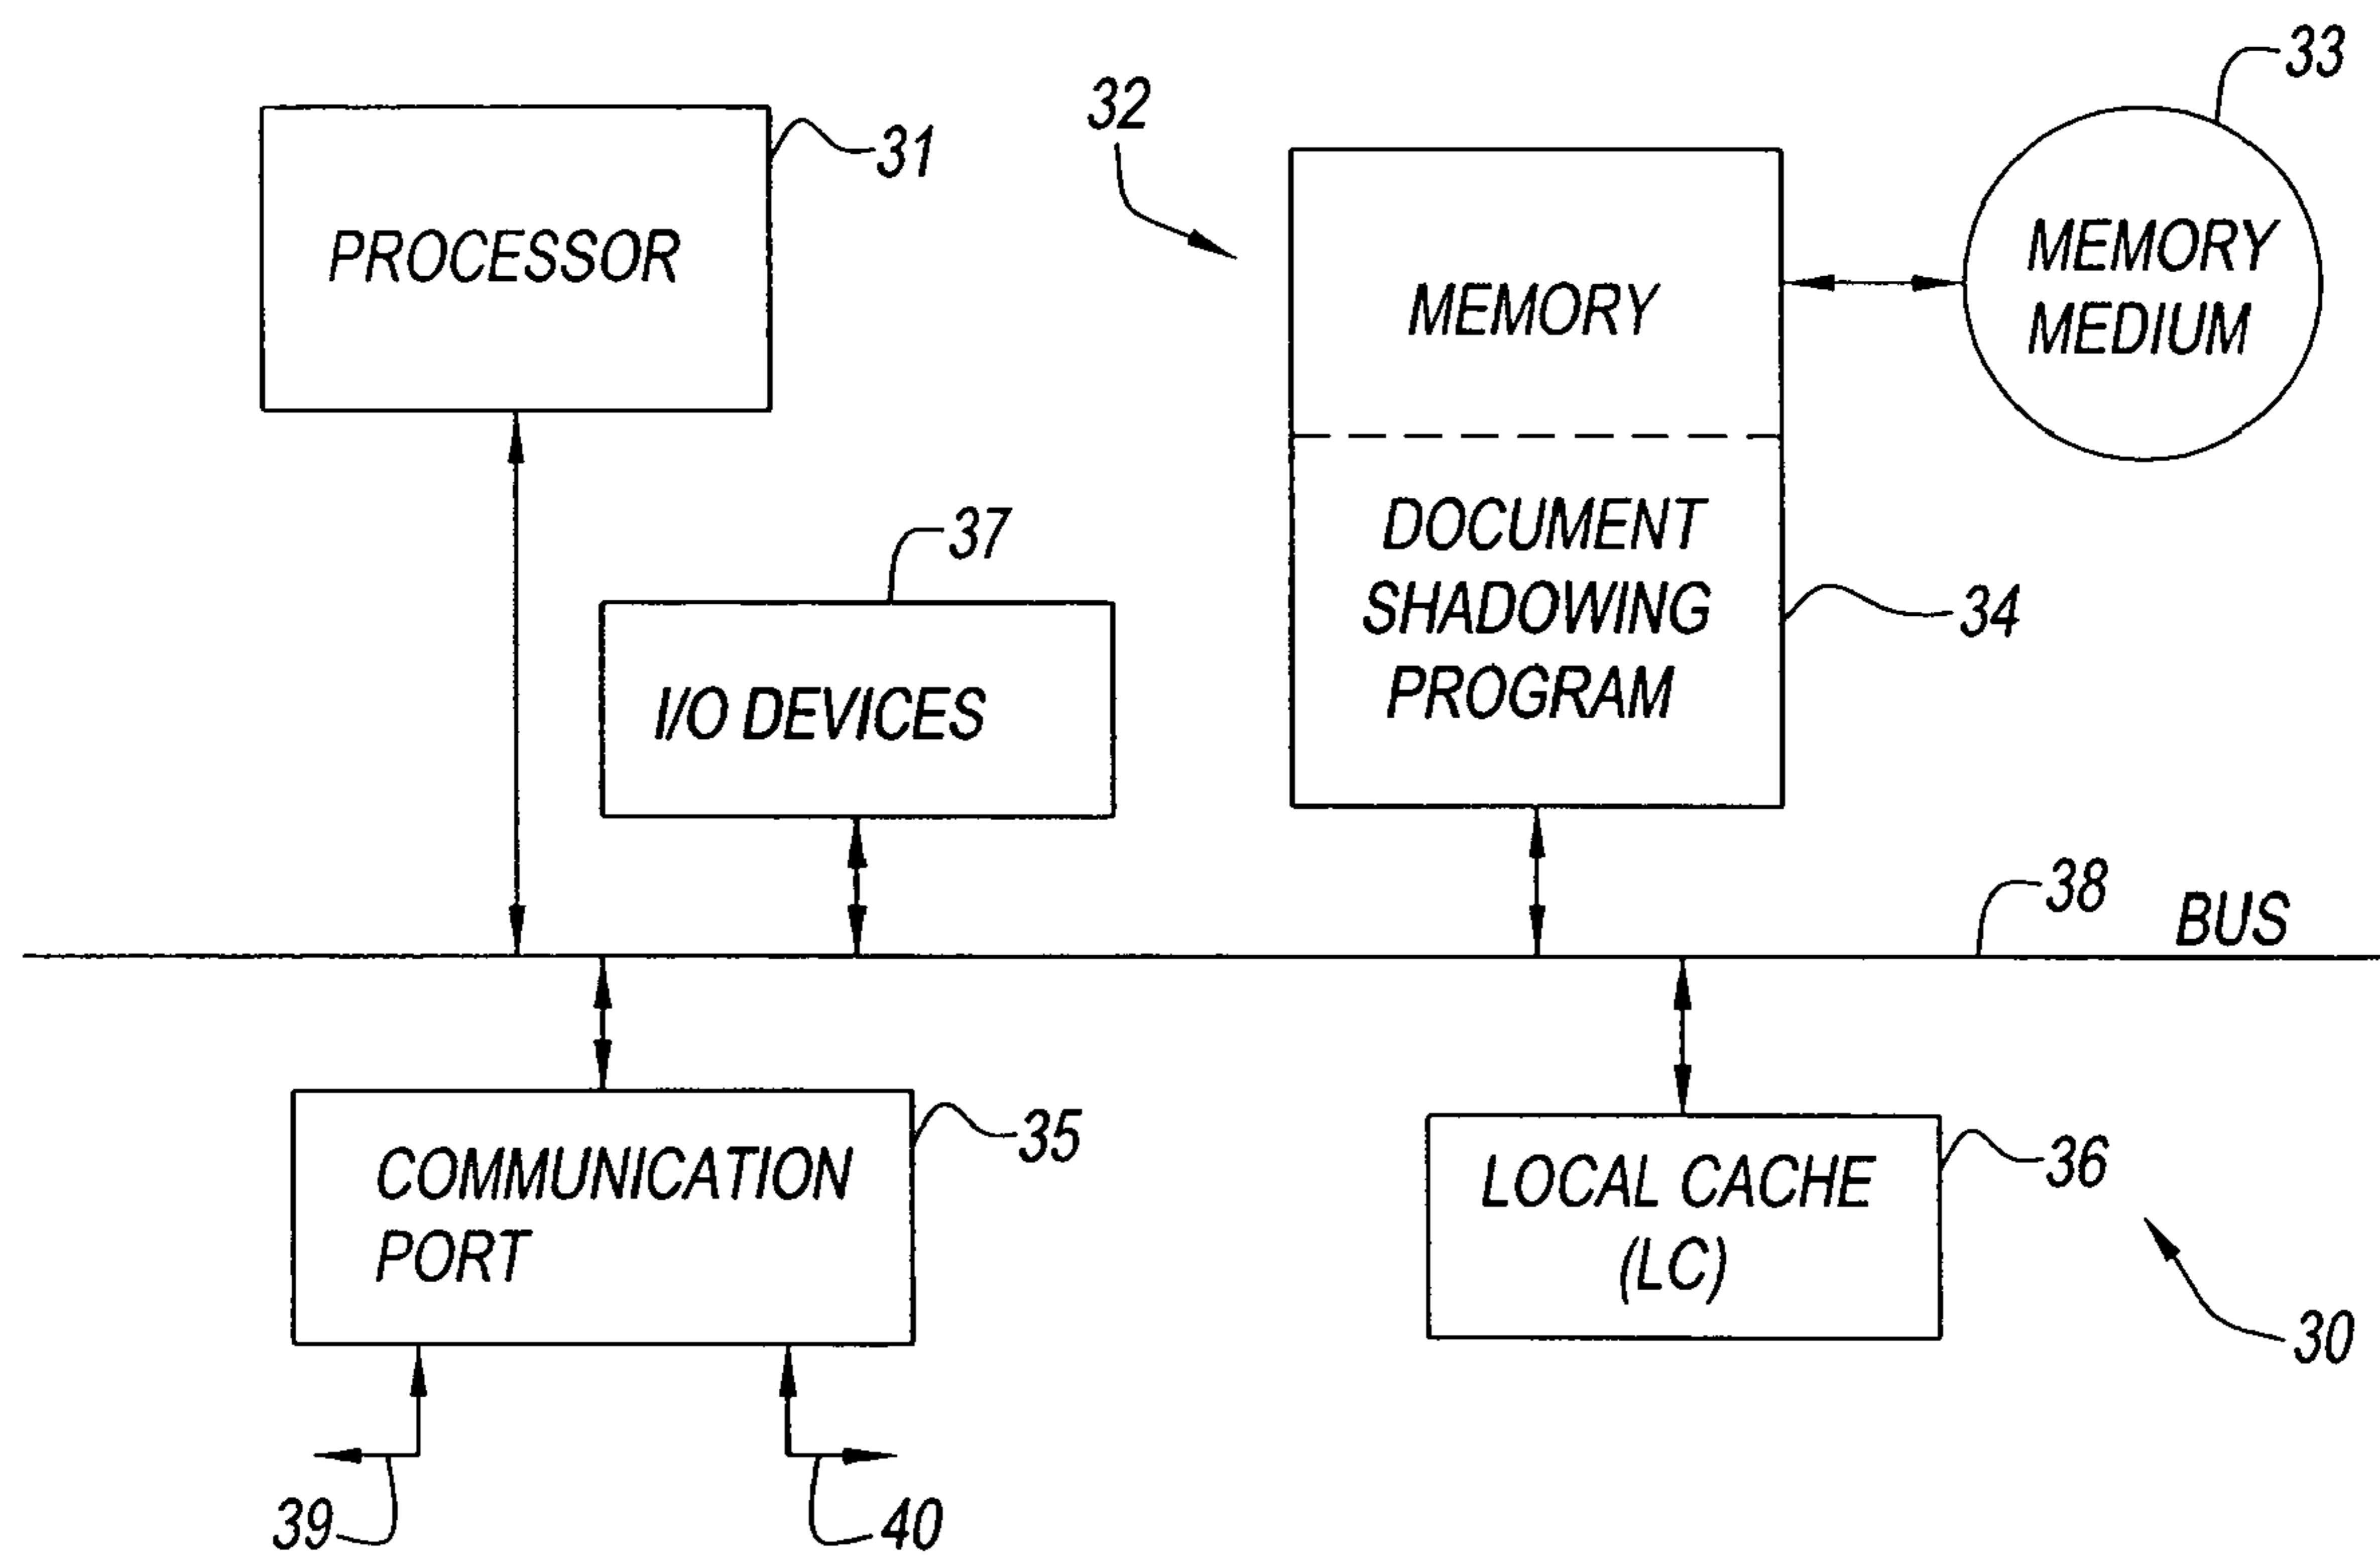 33
32
31
PROCESSOR
MEMORY
MEDIUM
MEMORY
37
DOCUMENT
SHADOWING
PROGRAM
34
I/O DEVICES
38
BUS
35
COMMUNICATION
PORT
36
LOCAL CACHE
(LC)
30
39
40